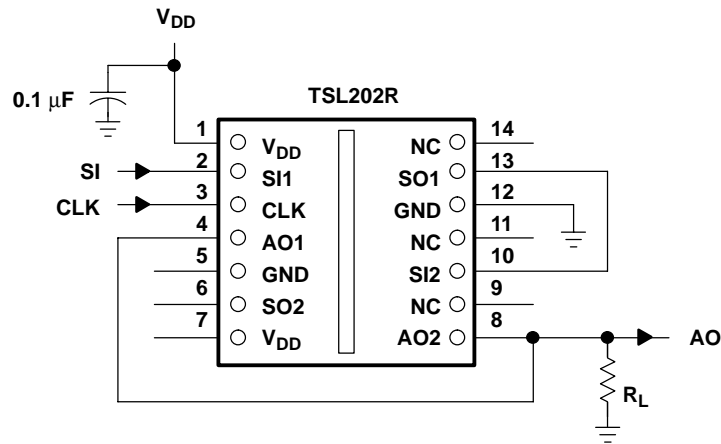 VDD
0.1 μF
TSL202R
1 VDD NC 14
SI 2 SI1 SO1 13
CLK 3 CLK GND 12
4 AO1 NC 11
5 GND SI2 10
6 SO2 NC 9
7 VDD AO2 8 AO
RL